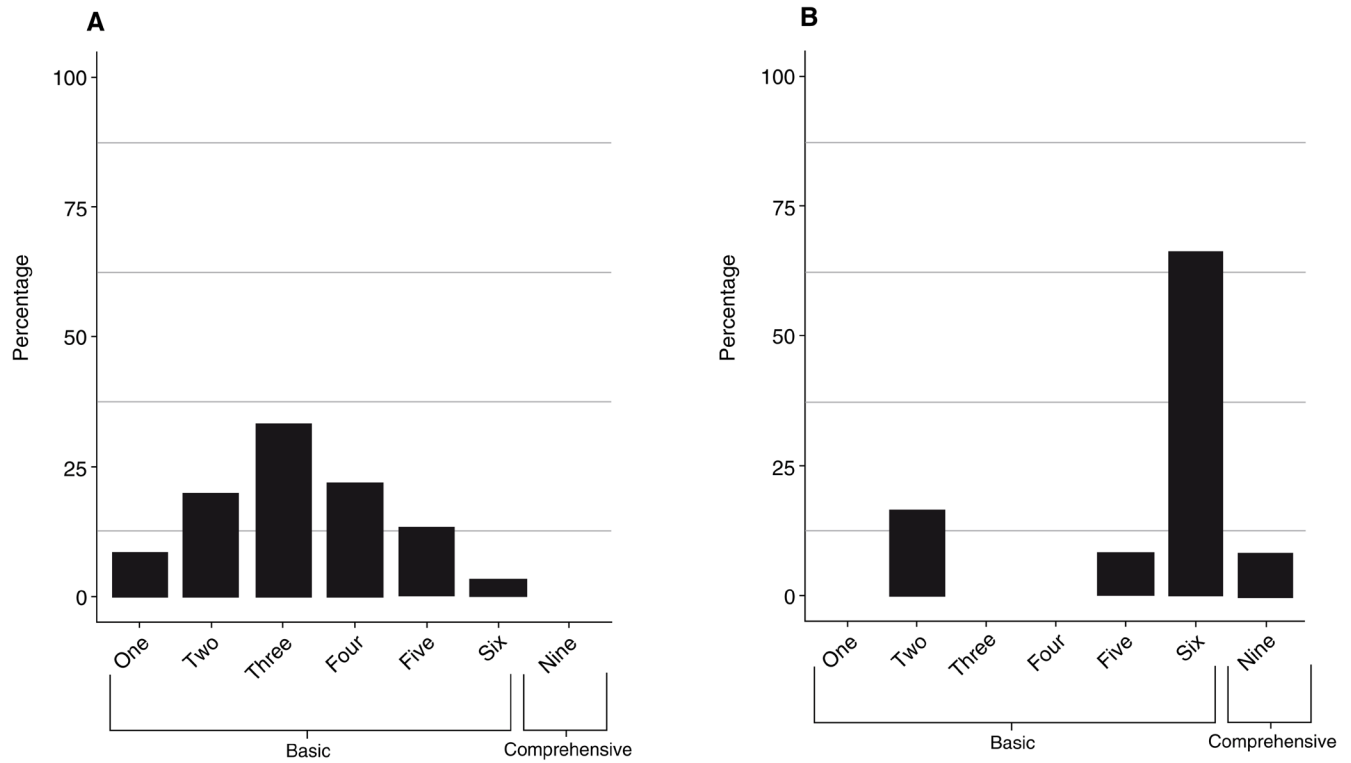 A
Percentage
100
75
50
25
0
One
Two
Three
Four
Five
Six
Nine
Basic
Comprehensive
B
Percentage
100
75
50
25
0
One
Two
Three
Four
Five
Six
Nine
Basic
Comprehensive